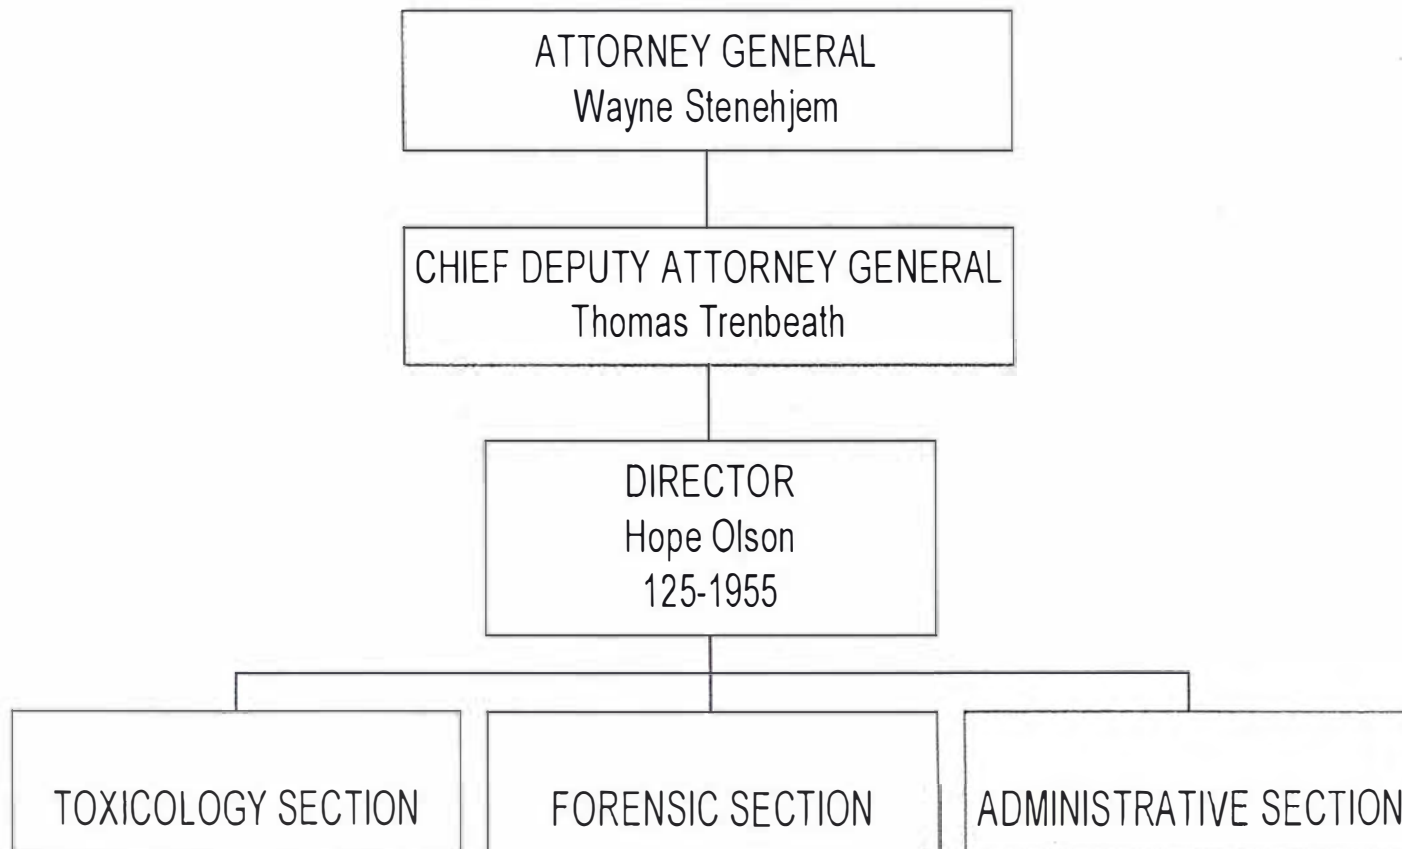 ATTORNEY GENERAL
Wayne Stenehjem
CHIEF DEPUTY ATTORNEY GENERAL
Thomas Trenbeath
DIRECTOR
Hope Olson
125-1955
TOXICOLOGY SECTION
FORENSIC SECTION
ADMINISTRATIVE SECTION